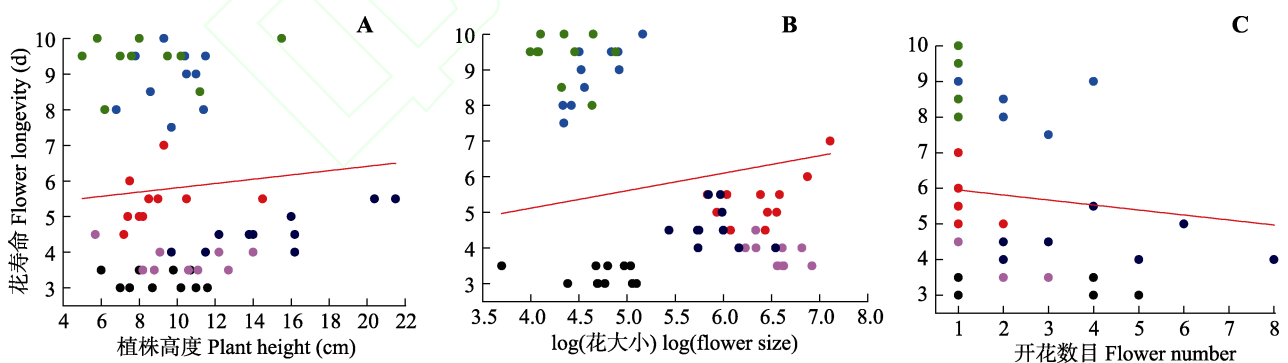 A
B
C
花寿命 Flower longevity (d)
10
9
8
7
6
5
4
3
4 6 8 10 12 14 16 18 20 22
植株高度 Plant height (cm)
10
9
8
7
6
5
4
3
3.5 4.0 4.5 5.0 5.5 6.0 6.5 7.0 8.0
log(花大小) log(flower size)
10
9
8
7
6
5
4
3
1 2 3 4 5 6 7 8
开花数目 Flower number